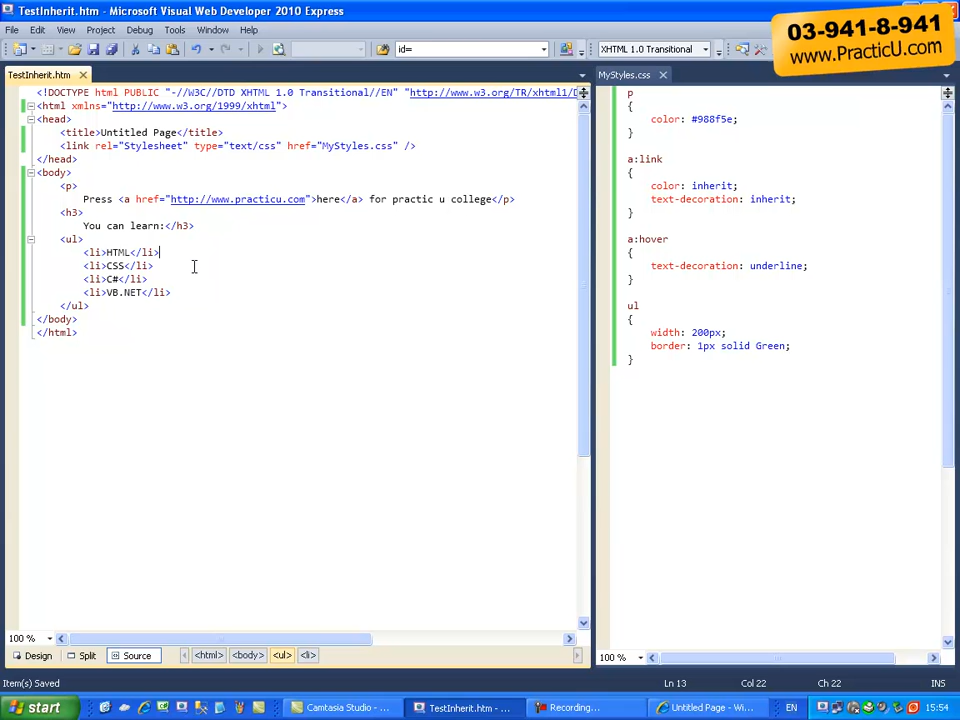 TestInherit.htm - Microsoft Visual Web Developer 2010 Express
03-941-8-941
www.PracticU.com
File Edit View Project Debug Tools Window Help
id=
XHTML 1.0 Transitional
TestInherit.htm
<!DOCTYPE html PUBLIC "-//W3C//DTD XHTML 1.0 Transitional//EN" "http://www.w3.org/TR/xhtml1/D
<html xmlns="http://www.w3.org/1999/xhtml">
<head>
<title>Untitled Page</title>
<link rel="Stylesheet" type="text/css" href="MyStyles.css" />
</head>
<body>
<p>
Press <a href="http://www.practicu.com">here</a> for practic u college</p>
<h3>
You can learn:</h3>
<ul>
<li>HTML</li>
<li>CSS</li>
<li>C#</li>
<li>VB.NET</li>
</ul>
</body>
</html>
100 %
Design Split Source <html> <body> <ul> <li>
MyStyles.css
p
{
color: #988f5e;
}
a:link
{
color: inherit;
text-decoration: inherit;
}
a:hover
{
text-decoration: underline;
}
ul
{
width: 200px;
border: 1px solid Green;
}
100 %
Item(s) Saved Ln 13 Col 22 Ch 22 INS
start Camtasia Studio - ... TestInherit.htm - ... Recording... Untitled Page - Wi... EN 15:54